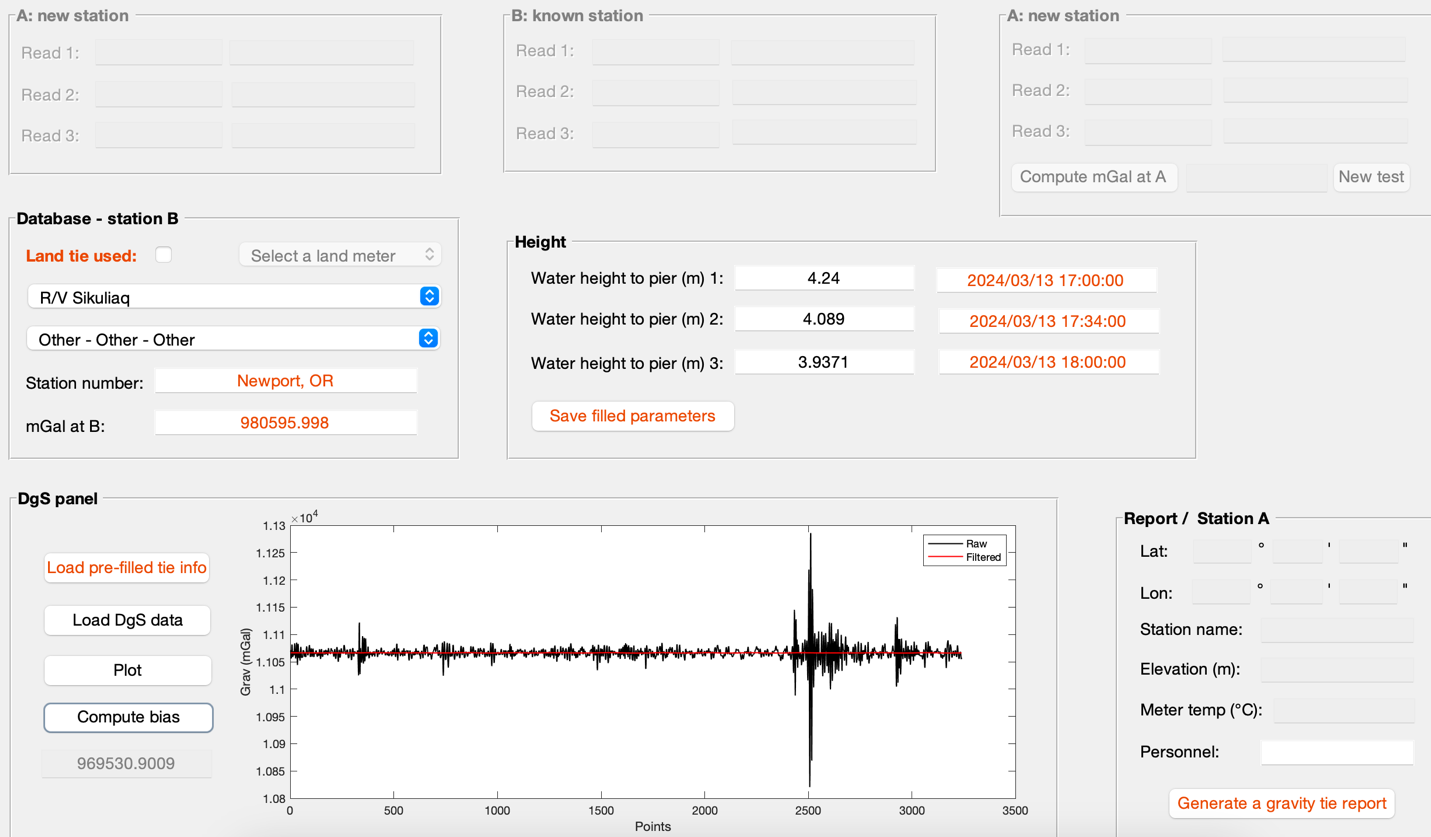 A: new station
Read 1:
Read 2:
Read 3:
B: known station
Read 1:
Read 2:
Read 3:
A: new station
Read 1:
Read 2:
Read 3:
Compute mGal at A
New test
Database - station B
Land tie used:
Select a land meter
R/V Sikuliaq
Other - Other - Other
Station number: Newport, OR
mGal at B: 980595.998
Height
Water height to pier (m) 1: 4.24 2024/03/13 17:00:00
Water height to pier (m) 2: 4.089 2024/03/13 17:34:00
Water height to pier (m) 3: 3.9371 2024/03/13 18:00:00
Save filled parameters
DgS panel
Load pre-filled tie info
Load DgS data
Plot
Compute bias
969530.9009
×10⁴
1.13
1.125
1.12
1.115
1.11
1.105
1.1
1.095
1.09
1.085
1.08
Grav (mGal)
Raw
Filtered
0 500 1000 1500 2000 2500 3000 3500
Points
Report / Station A
Lat: ° ' "
Lon: ° ' "
Station name:
Elevation (m):
Meter temp (°C):
Personnel:
Generate a gravity tie report